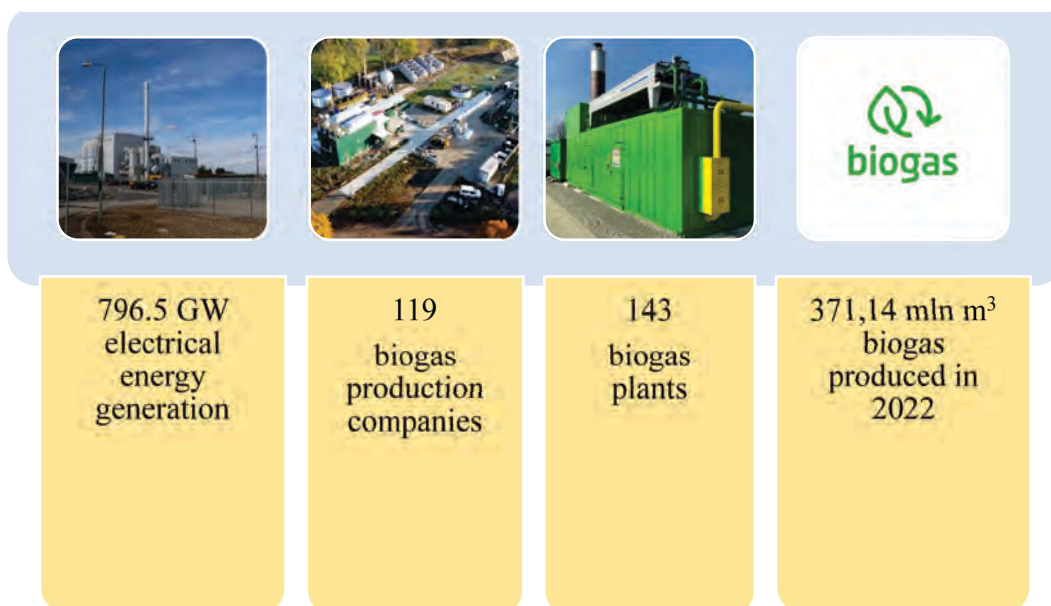 biogas
796.5 GW
electrical
energy
generation
119
biogas
production
companies
143
biogas
plants
371,14 mln m³
biogas
produced in
2022